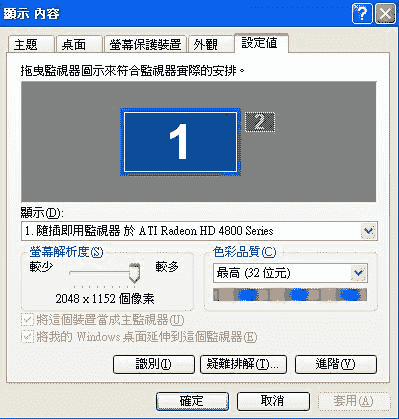 顯示 內容
主題 桌面 螢幕保護裝置 外觀 設定值
拖曳監視器圖示來符合監視器實際的安排。
1 2
顯示(D):
1. 隨插即用監視器 於 ATI Radeon HD 4800 Series
螢幕解析度(S) 色彩品質(C)
較少 較多 最高 (32 位元)
2048 x 1152 個像素
將這個裝置當成主監視器(U)
將我的 Windows 桌面延伸到這個監視器(E)
識別(I) 疑難排解(T)... 進階(V)
確定 取消 套用(A)